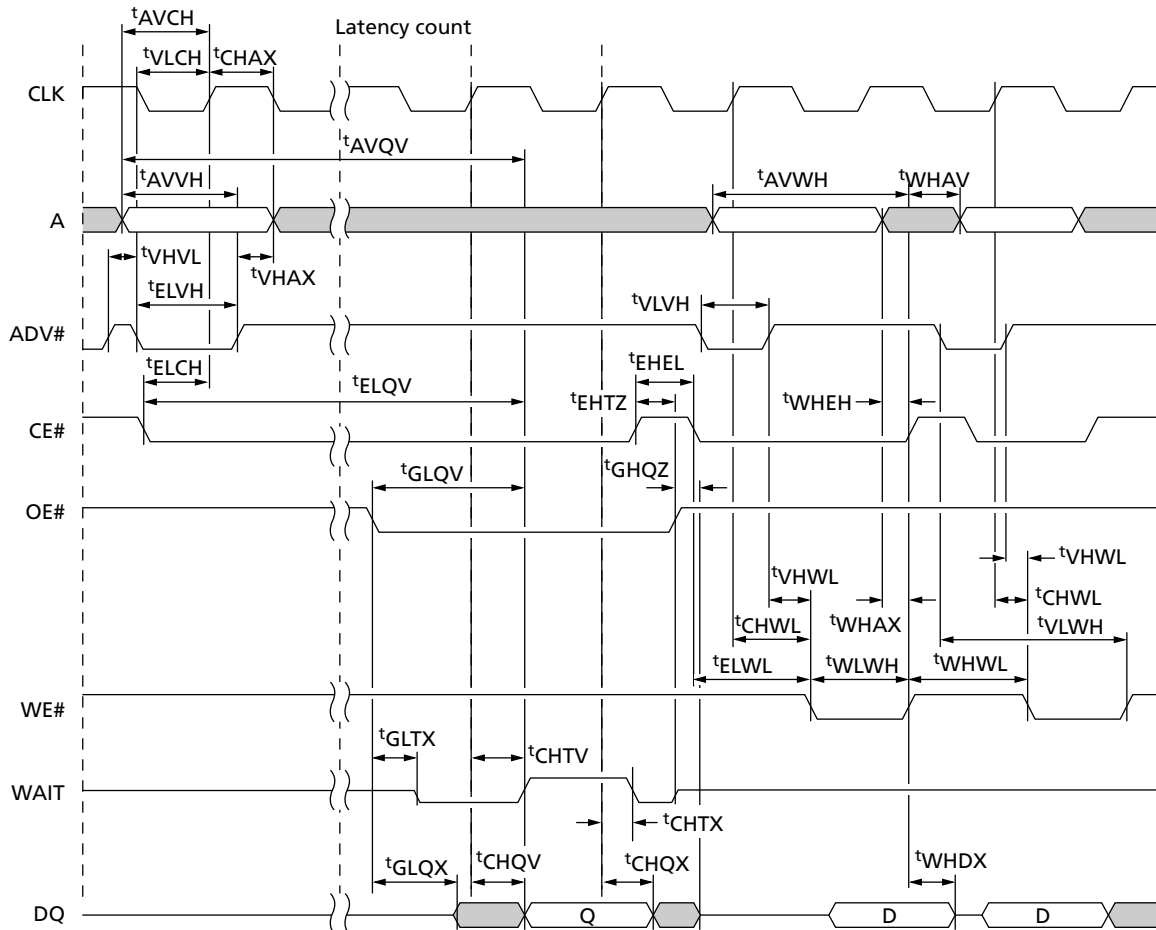 tAVCH
Latency count
tVLCH
tCHAX
CLK
tAVQV
tAVVH
tAVWH
tWHAV
A
tVHVL
tVHAX
tELVH
tVLVH
ADV#
tELCH
tEHEL
tELQV
tEHTZ
tWHEH
CE#
tGLQV
tGHQZ
OE#
tVHWL
tVHWL
tCHWL
tCHWL
tWHAX
tVLWH
tELWL
tWLWH
tWHWL
WE#
tGLTX
tCHTV
WAIT
tCHTX
tGLQX
tCHQV
tCHQX
tWHDX
DQ
Q
D
D